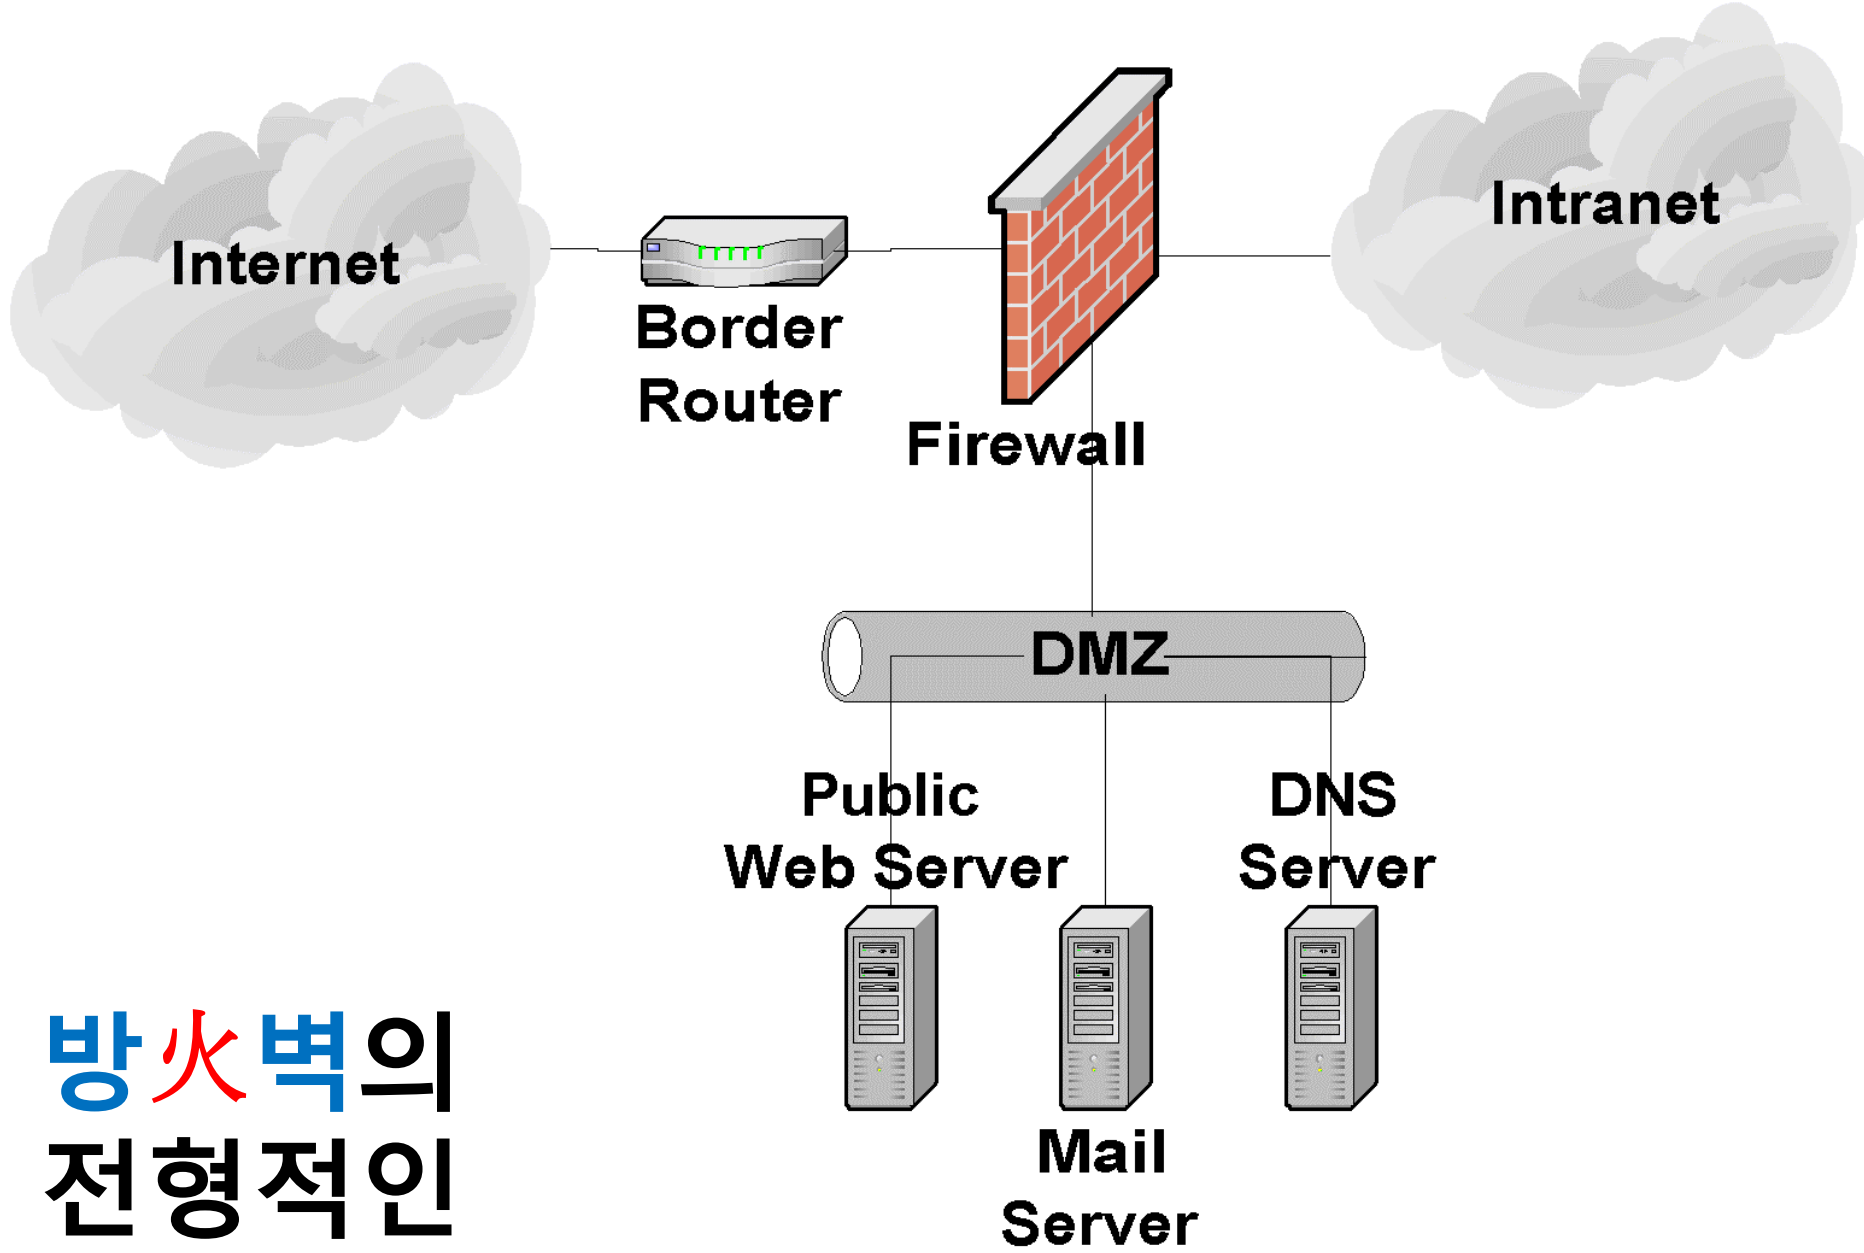 Internet
Intranet
Border
Router
Firewall
DMZ
Public
Web Server
DNS
Server
Mail
Server
방火벽의
전형적인